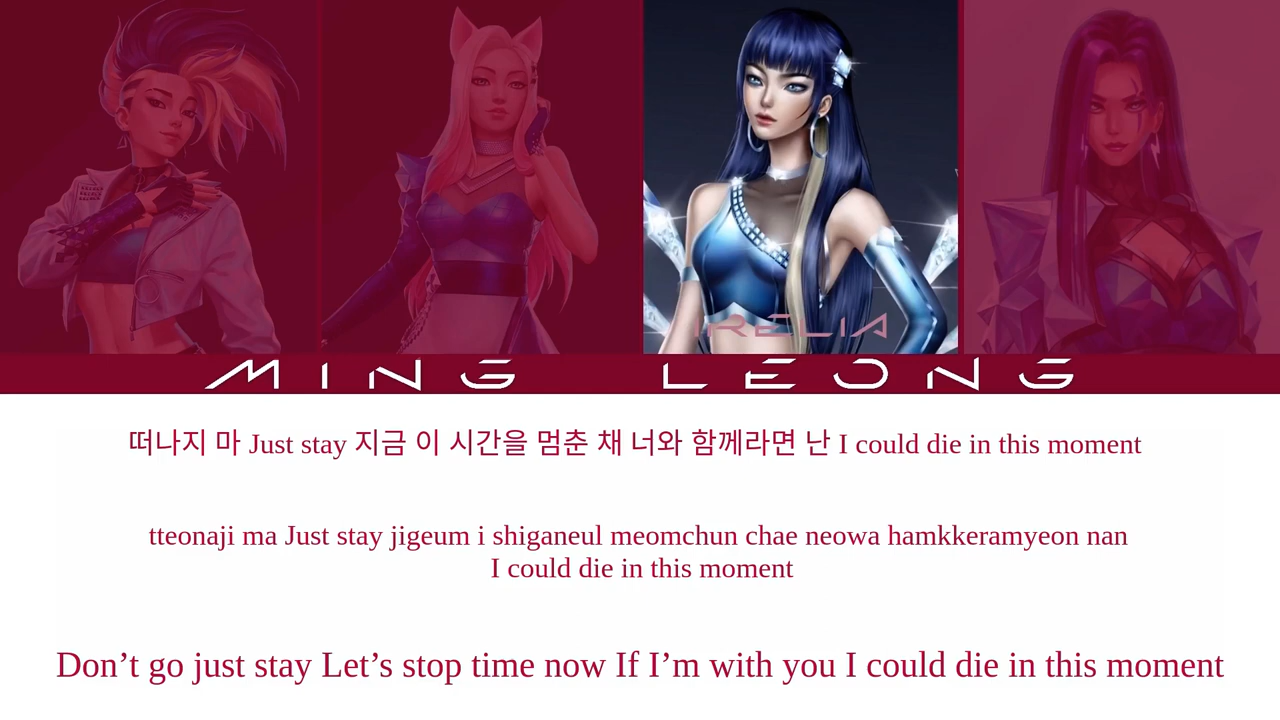 IRELIA
MING LEONG
떠나지 마 Just stay 지금 이 시간을 멈춘 채 너와 함께라면 난 I could die in this moment
tteonaji ma Just stay jigeum i shiganeul meomchun chae neowa hamkkeramyeon nan
I could die in this moment
Don’t go just stay Let’s stop time now If I’m with you I could die in this moment